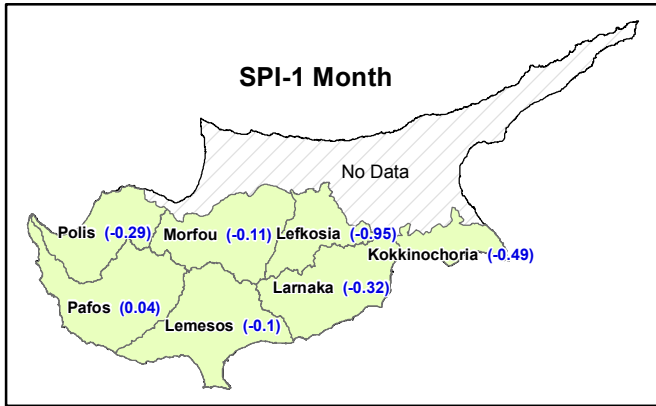 SPI-1 Month
No Data
Polis (-0.29)
Morfou (-0.11)
Lefkosia (-0.95)
Kokkinochoria (-0.49)
Larnaka (-0.32)
Pafos (0.04)
Lemesos (-0.1)